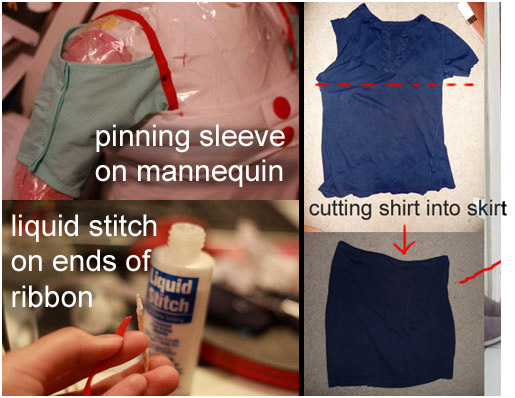 pinning sleeve
on mannequin
liquid stitch
on ends of
ribbon
Liquid
Stitch
cutting shirt into skirt